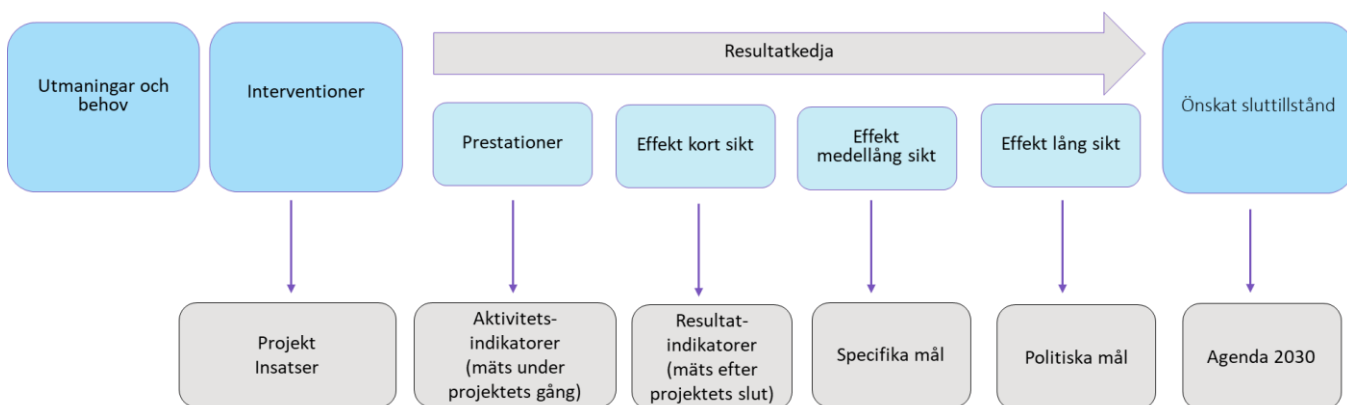 Utmaningar och
behov
Interventioner
Resultatkedja
Önskat sluttillstånd
Prestationer
Effekt kort sikt
Effekt
medellång sikt
Effekt lång sikt
Projekt
Insatser
Aktivitets-
indikatorer
(mäts under
projektets gång)
Resultat-
indikatorer
(mäts efter
projektets slut)
Specifika mål
Politiska mål
Agenda 2030